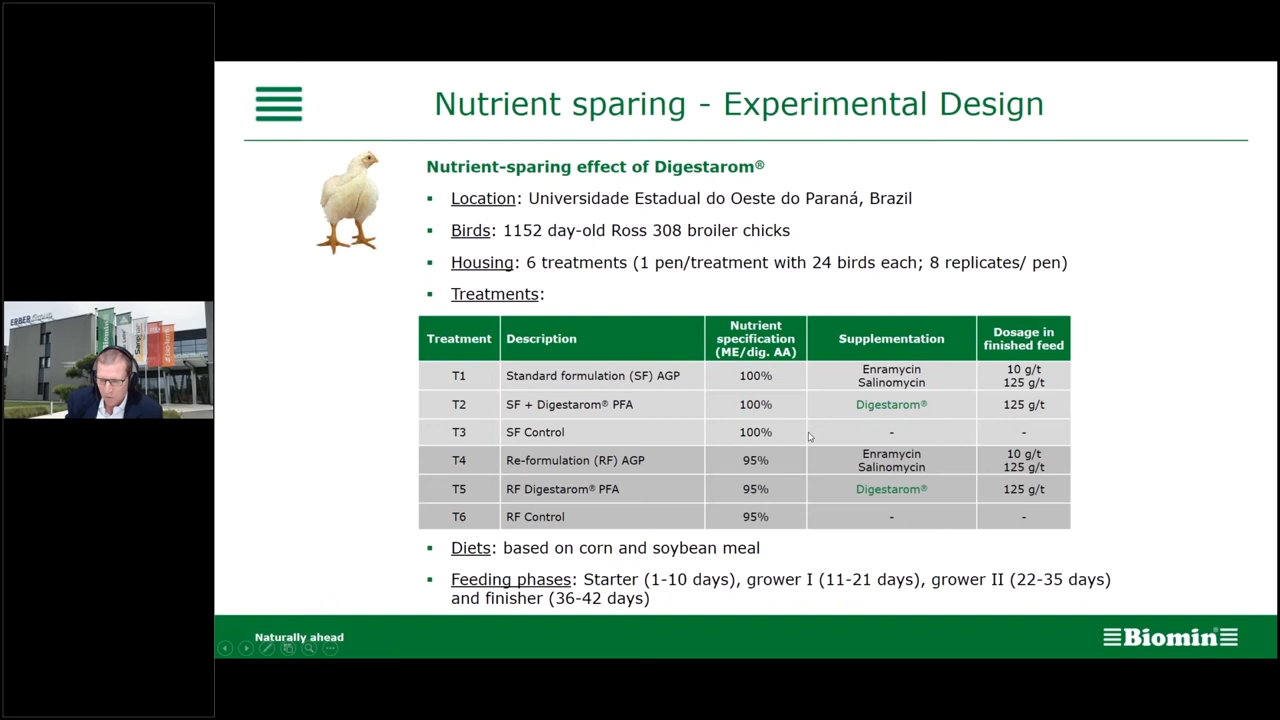 Nutrient sparing - Experimental Design
Nutrient-sparing effect of Digestarom®
▪ Location: Universidade Estadual do Oeste do Paraná, Brazil
▪ Birds: 1152 day-old Ross 308 broiler chicks
▪ Housing: 6 treatments (1 pen/treatment with 24 birds each; 8 replicates/ pen)
▪ Treatments:
Treatment Description Nutrient specification (ME/dig. AA) Supplementation Dosage in finished feed
T1 Standard formulation (SF) AGP 100% Enramycin Salinomycin 10 g/t 125 g/t
T2 SF + Digestarom® PFA 100% Digestarom® 125 g/t
T3 SF Control 100% - -
T4 Re-formulation (RF) AGP 95% Enramycin Salinomycin 10 g/t 125 g/t
T5 RF Digestarom® PFA 95% Digestarom® 125 g/t
T6 RF Control 95% - -
▪ Diets: based on corn and soybean meal
▪ Feeding phases: Starter (1-10 days), grower I (11-21 days), grower II (22-35 days)
and finisher (36-42 days)
Naturally ahead
Biomin®
ERBER Group
Biomin